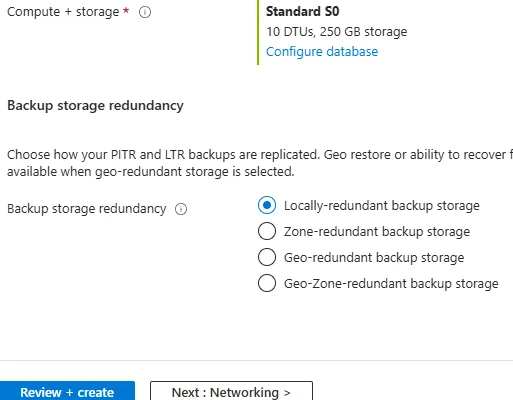 Compute + storage *
Standard S0
10 DTUs, 250 GB storage
Configure database
Backup storage redundancy
Choose how your PITR and LTR backups are replicated. Geo restore or ability to recover f
available when geo-redundant storage is selected.
Backup storage redundancy
Locally-redundant backup storage
Zone-redundant backup storage
Geo-redundant backup storage
Geo-Zone-redundant backup storage
Review + create
Next : Networking >